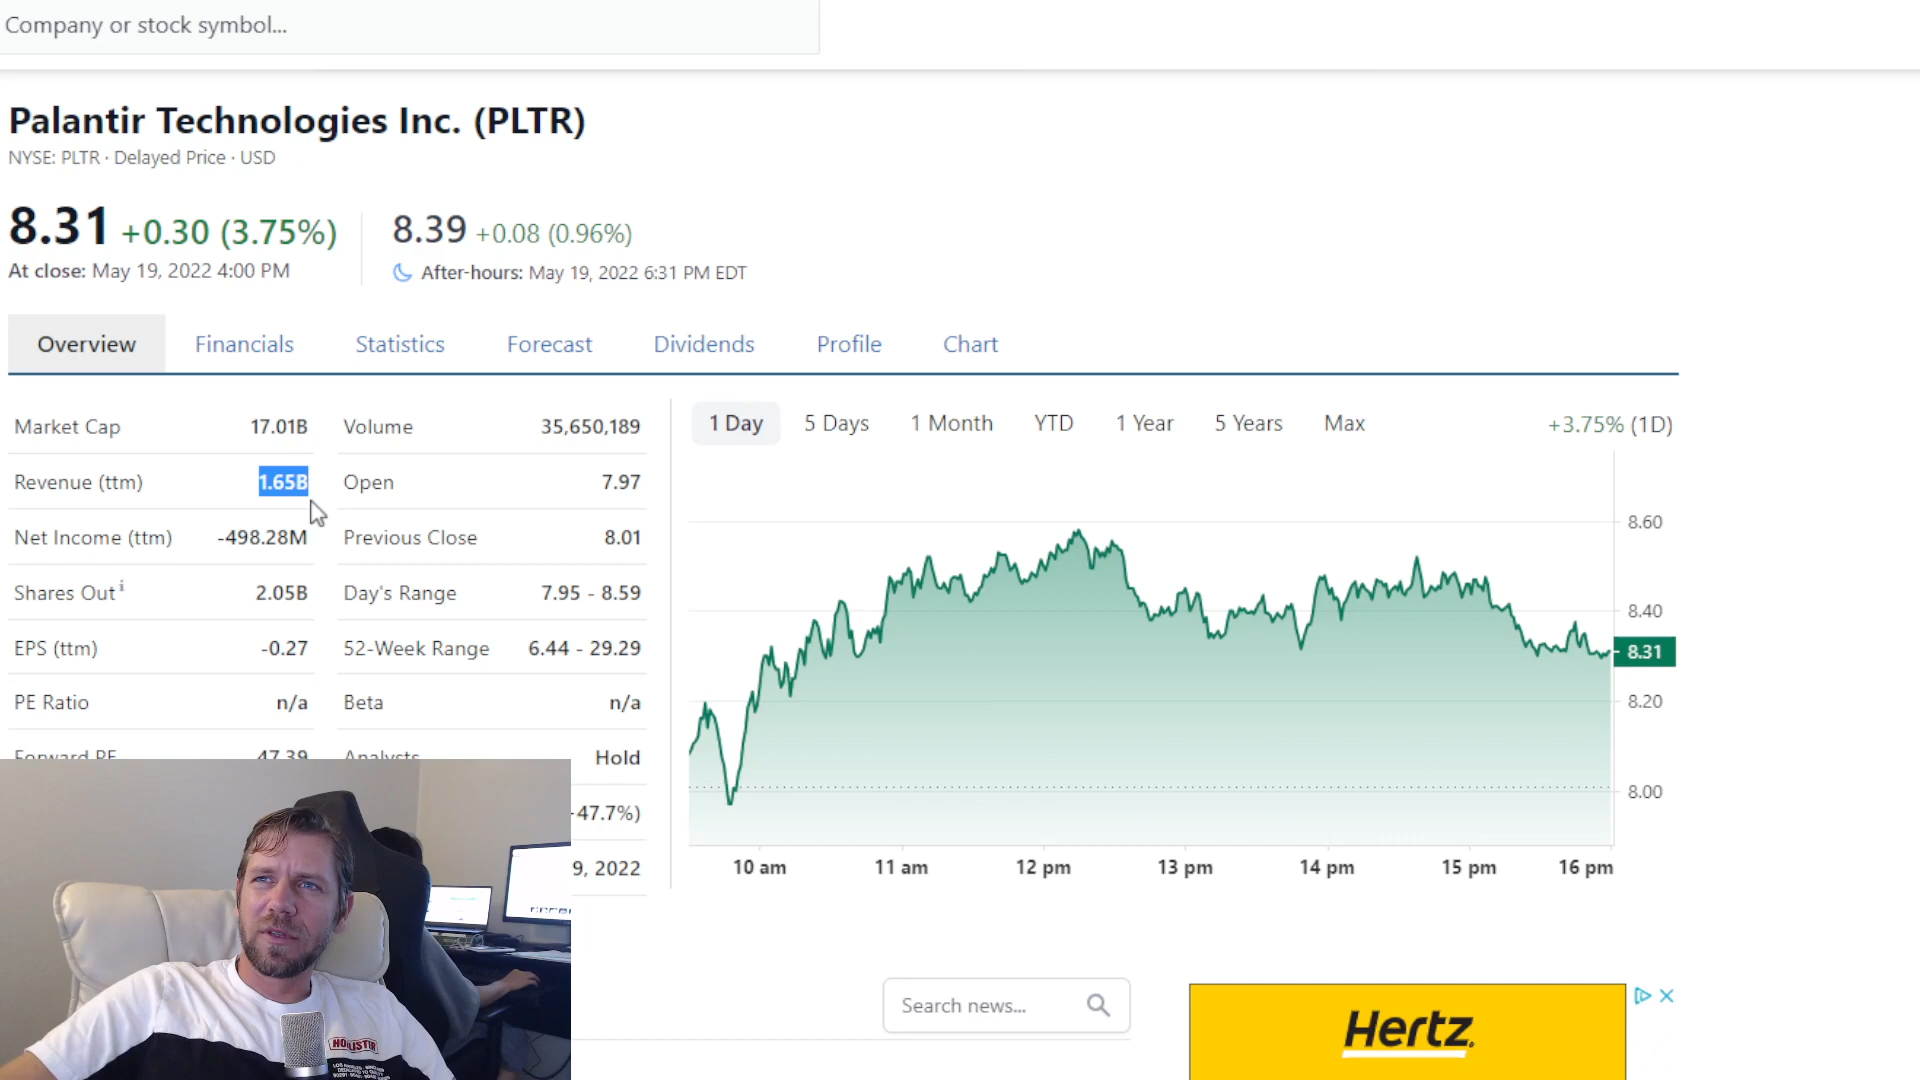 Company or stock symbol...
Palantir Technologies Inc. (PLTR)
NYSE: PLTR · Delayed Price · USD
8.31 +0.30 (3.75%)
At close: May 19, 2022 4:00 PM
8.39 +0.08 (0.96%)
After-hours: May 19, 2022 6:31 PM EDT
Overview Financials Statistics Forecast Dividends Profile Chart
Market Cap 17.01B
Revenue (ttm) 1.65B
Net Income (ttm) -498.28M
Shares Out i 2.05B
EPS (ttm) -0.27
PE Ratio n/a
Forward PE 47.39
Volume 35,650,189
Open 7.97
Previous Close 8.01
Day's Range 7.95 - 8.59
52-Week Range 6.44 - 29.29
Beta n/a
Analysts Hold
47.7%)
9, 2022
1 Day 5 Days 1 Month YTD 1 Year 5 Years Max +3.75% (1D)
8.60
8.40
8.31
8.20
8.00
10 am 11 am 12 pm 13 pm 14 pm 15 pm 16 pm
Search news...
Hertz.